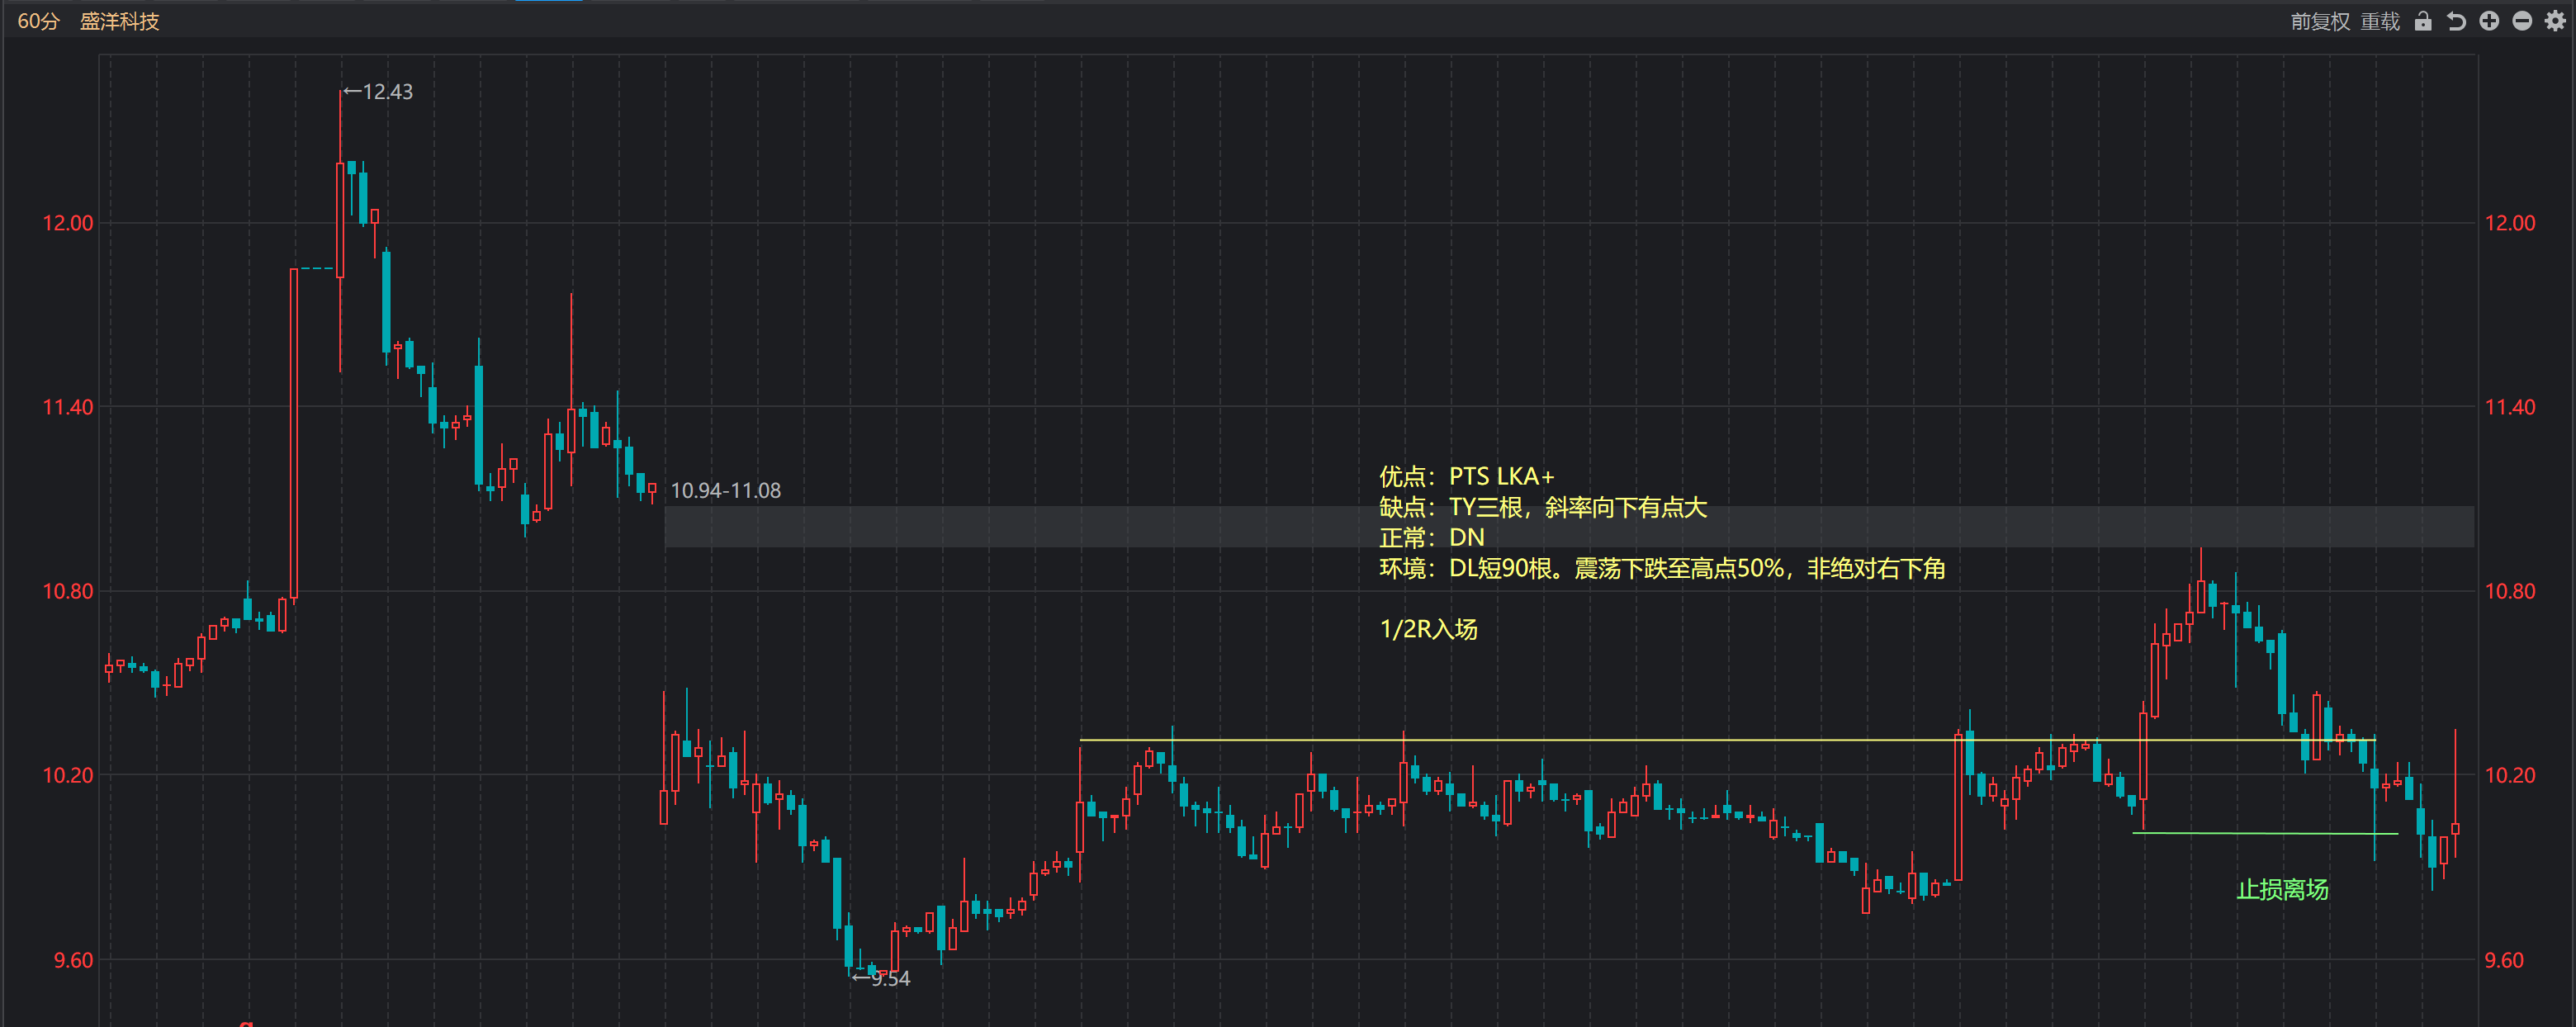 60分 盛洋科技 前复权 重载
←12.43
12.00 12.00
11.40 11.40
10.94-11.08
优点：PTS LKA+
缺点：TY三根，斜率向下有点大
正常：DN
环境：DL短90根。震荡下跌至高点50%，非绝对右下角
10.80 10.80
1/2R入场
10.20 10.20
止损离场
9.60 9.60
←9.54